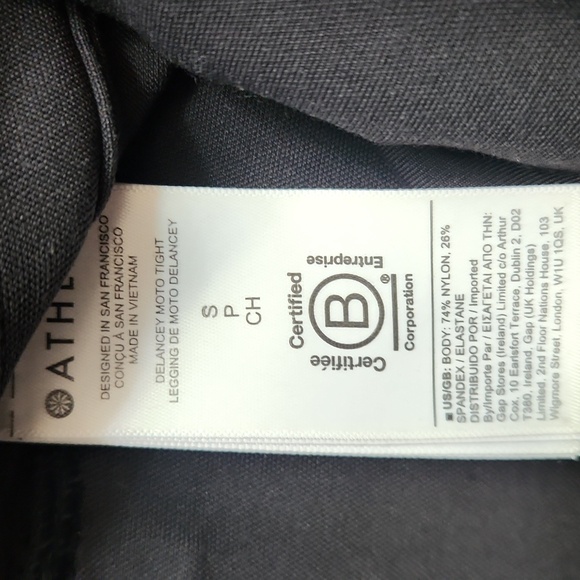 ATHL
DESIGNED IN SAN FRANCISCO
CONÇU À SAN FRANCISCO
MADE IN VIETNAM
DELANCEY MOTO TIGHT
LEGGING DE MOTO DELANCEY
S
P
CH
Certified
Certifiée
Entreprise
B
®
Corporation
■ US/GB: BODY: 74% NYLON, 26%
SPANDEX / ELASTANE
DISTRIBUIDO POR / Imported
By/Importe Par / ΕΙΣΑΓΕΤΑΙ ΑΠΟ ΤΗΝ:
Gap Stores (Ireland) Limited c/o Arthur
Cox, 10 Earlsfort Terrace, Dublin 2, D02
T380, Ireland, Gap (UK Holdings)
Limited, 2nd Floor Nations House, 103
Wigmore Street, London, W1U 1QS, UK